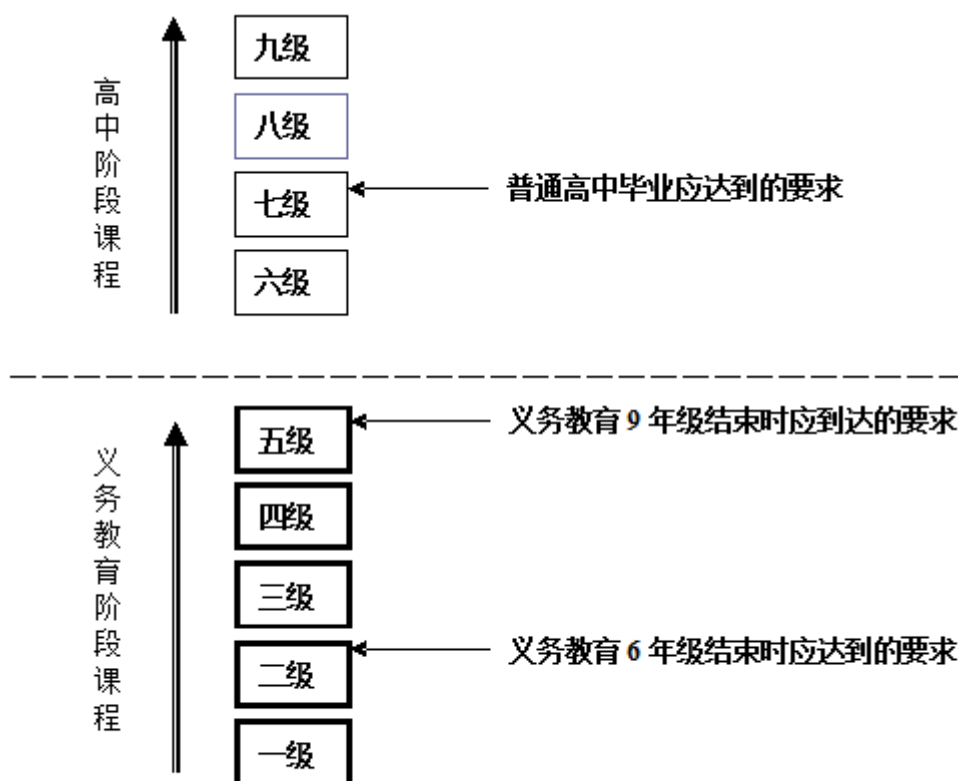 高中阶段课程
九级
八级
七级
普通高中毕业应达到的要求
六级
义务教育阶段课程
五级
义务教育 9 年级结束时应到达的要求
四级
三级
二级
义务教育 6 年级结束时应达到的要求
一级